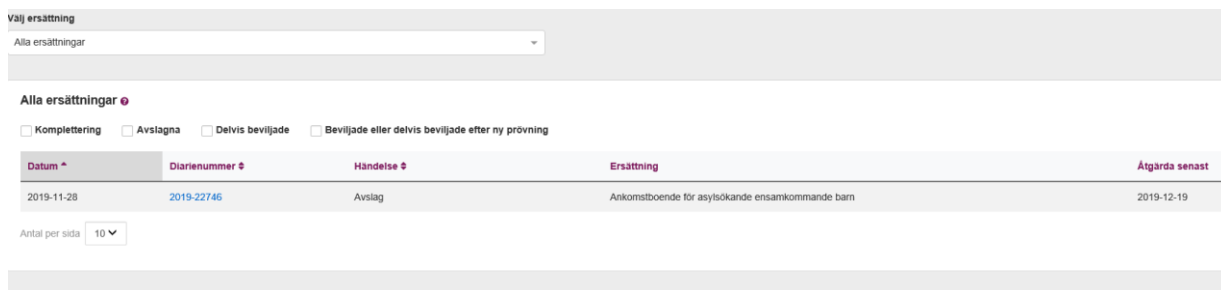 Välj ersättning
Alla ersättningar
Alla ersättningar
Komplettering Avslagna Delvis beviljade Beviljade eller delvis beviljade efter ny prövning
Datum Diarienummer Händelse Ersättning Åtgärda senast
2019-11-28 2019-22746 Avslag Ankomstboende för asylsökande ensamkommande barn 2019-12-19
Antal per sida 10